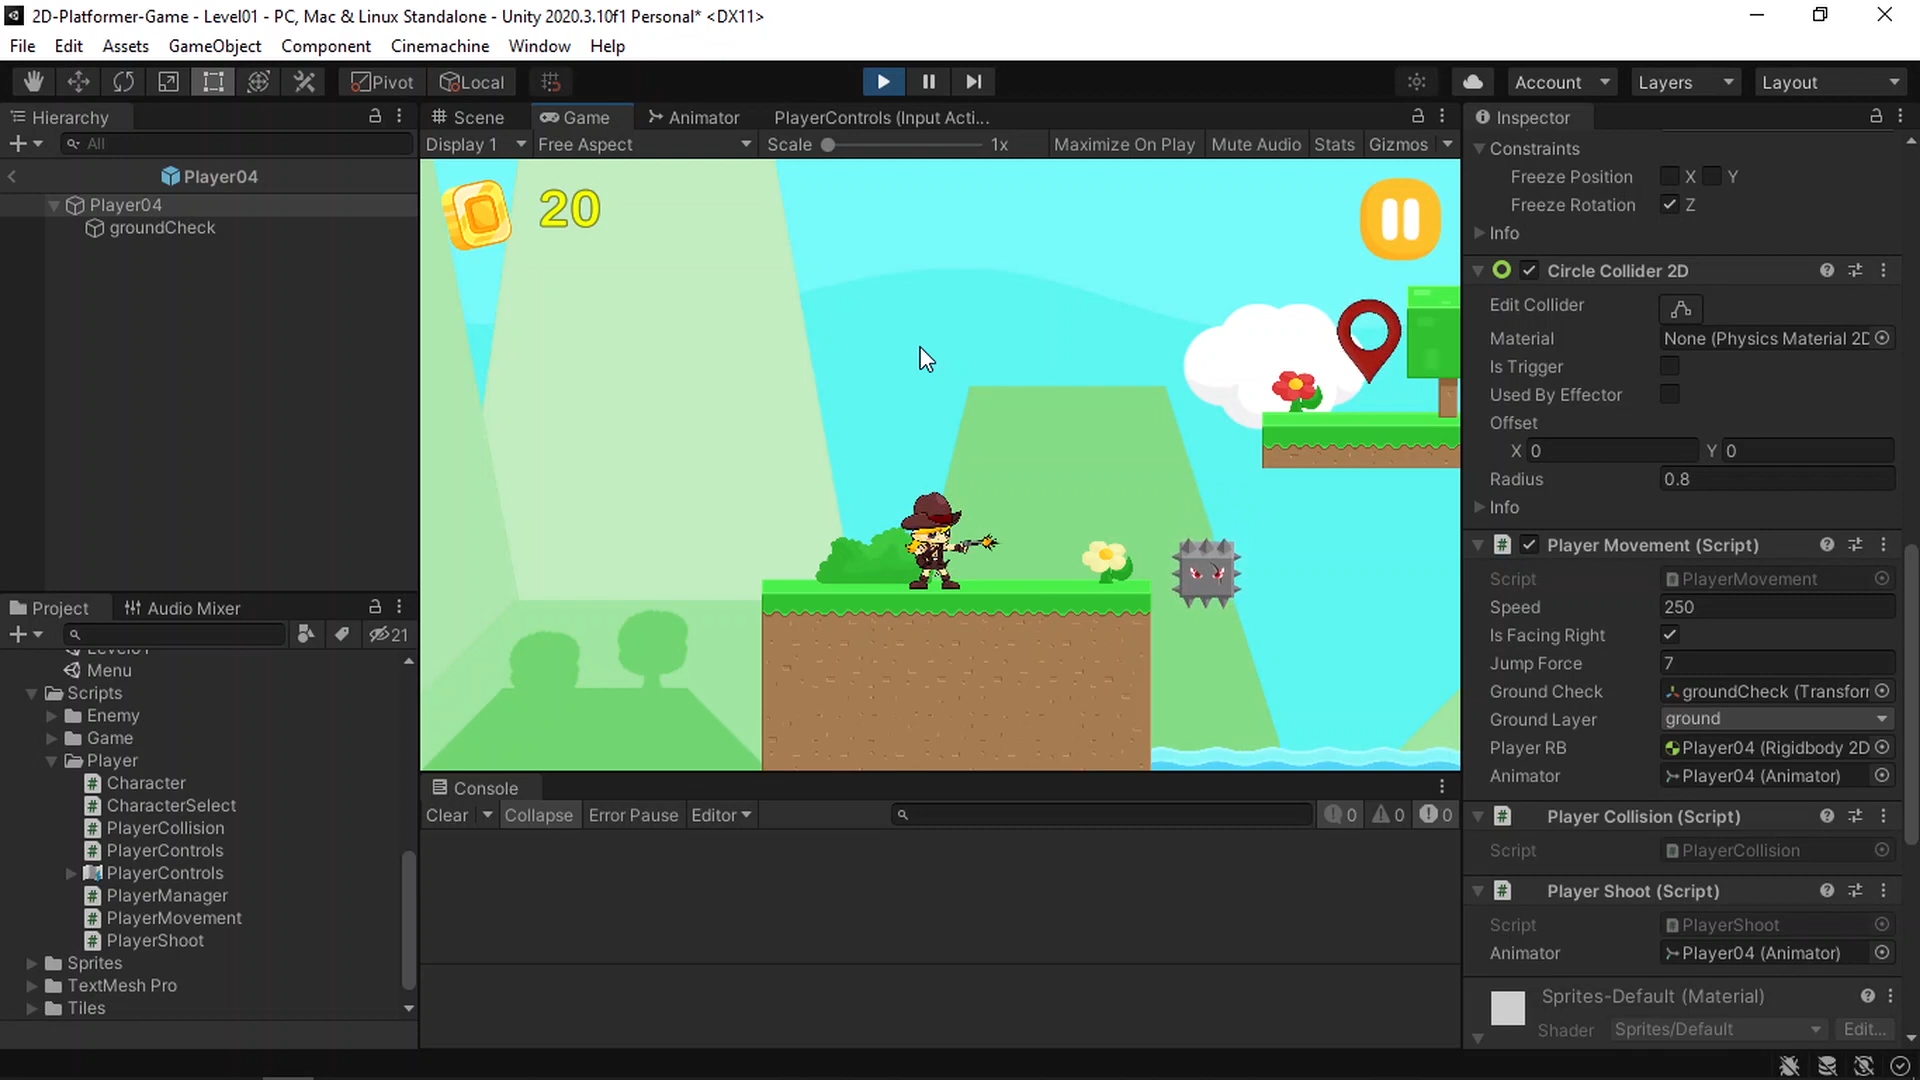 2D-Platformer-Game - Level01 - PC, Mac & Linux Standalone - Unity 2020.3.10f1 Personal* <DX11>
File Edit Assets GameObject Component Cinemachine Window Help
Pivot Local Account Layers Layout
Hierarchy
All
Player04
Player04
groundCheck
Scene Game Animator PlayerControls (Input Acti...
Display 1 Free Aspect Scale 1x Maximize On Play Mute Audio Stats Gizmos
20
Project Audio Mixer
21
Level01
Menu
Scripts
Enemy
Game
Player
Character
CharacterSelect
PlayerCollision
PlayerControls
PlayerControls
PlayerManager
PlayerMovement
PlayerShoot
Sprites
TextMesh Pro
Tiles
Console
Clear Collapse Error Pause Editor 0 0 0
Inspector
Constraints
Freeze Position X Y
Freeze Rotation Z
Info
Circle Collider 2D
Edit Collider
Material None (Physics Material 2D
Is Trigger
Used By Effector
Offset
X 0 Y 0
Radius 0.8
Info
Player Movement (Script)
Script PlayerMovement
Speed 250
Is Facing Right
Jump Force 7
Ground Check groundCheck (Transform
Ground Layer ground
Player RB Player04 (Rigidbody 2D
Animator Player04 (Animator)
Player Collision (Script)
Script PlayerCollision
Player Shoot (Script)
Script PlayerShoot
Animator Player04 (Animator)
Sprites-Default (Material)
Shader Sprites/Default Edit...